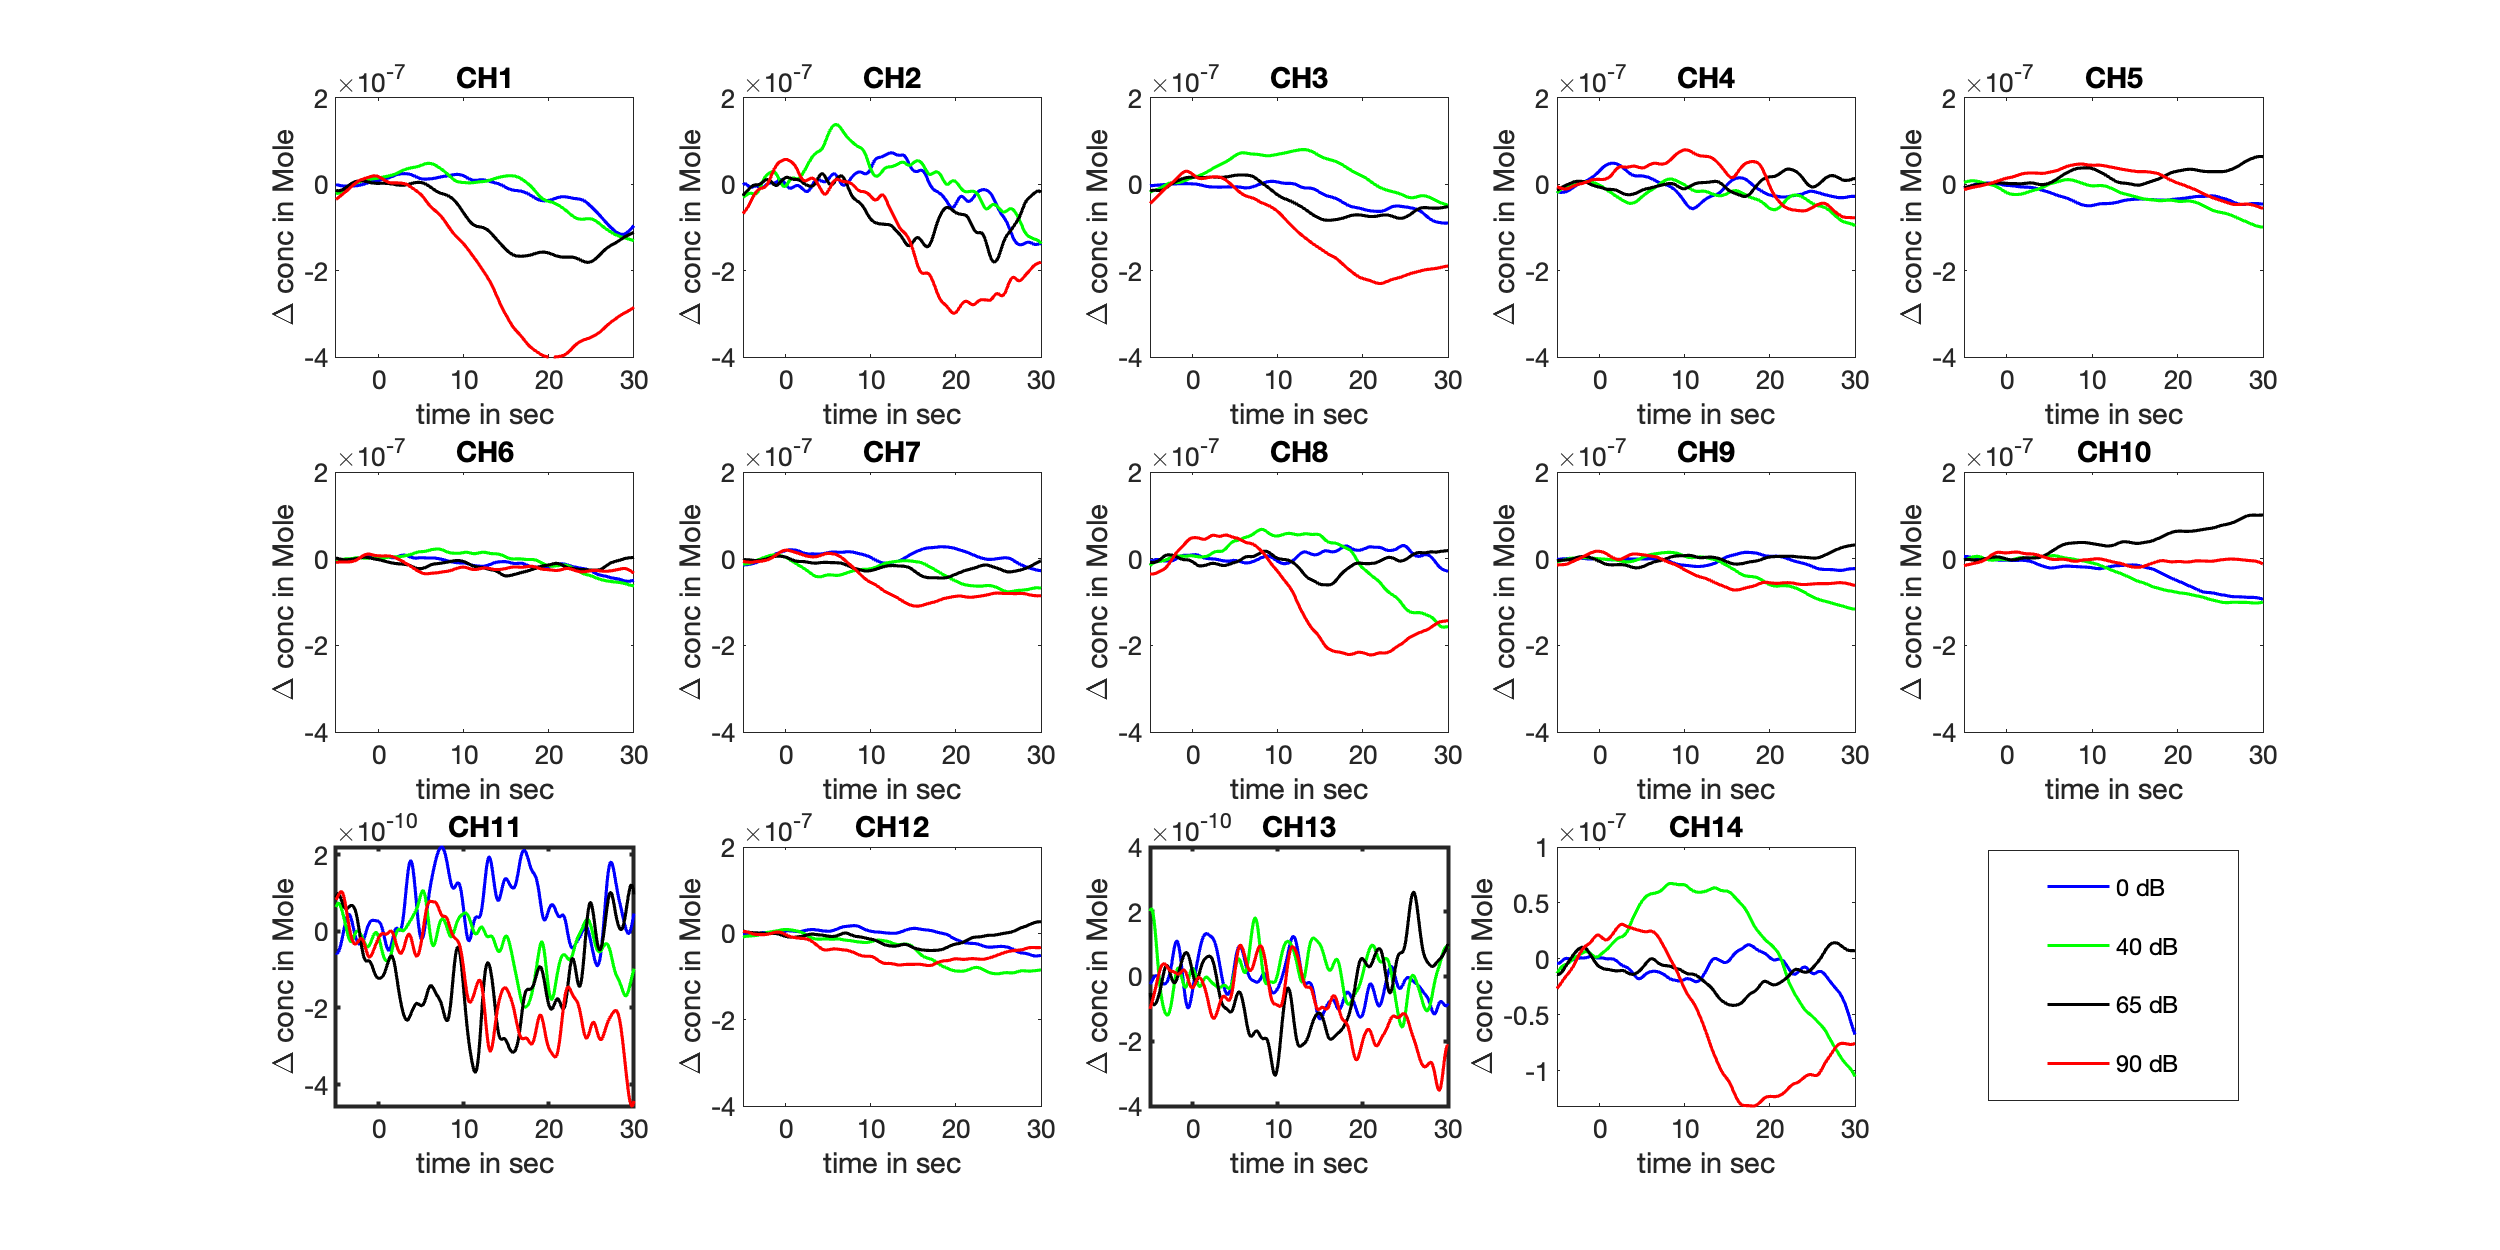 ×10-7 CH1
2
0
-2
-4
Δ conc in Mole
0 10 20 30
time in sec
×10-7 CH2
2
0
-2
-4
Δ conc in Mole
0 10 20 30
time in sec
×10-7 CH3
2
0
-2
-4
Δ conc in Mole
0 10 20 30
time in sec
×10-7 CH4
2
0
-2
-4
Δ conc in Mole
0 10 20 30
time in sec
×10-7 CH5
2
0
-2
-4
Δ conc in Mole
0 10 20 30
time in sec
×10-7 CH6
2
0
-2
-4
Δ conc in Mole
0 10 20 30
time in sec
×10-7 CH7
2
0
-2
-4
Δ conc in Mole
0 10 20 30
time in sec
×10-7 CH8
2
0
-2
-4
Δ conc in Mole
0 10 20 30
time in sec
×10-7 CH9
2
0
-2
-4
Δ conc in Mole
0 10 20 30
time in sec
×10-7 CH10
2
0
-2
-4
Δ conc in Mole
0 10 20 30
time in sec
×10-10 CH11
2
0
-2
-4
Δ conc in Mole
0 10 20 30
time in sec
×10-7 CH12
2
0
-2
-4
Δ conc in Mole
0 10 20 30
time in sec
×10-10 CH13
4
2
0
-2
-4
Δ conc in Mole
0 10 20 30
time in sec
×10-7 CH14
1
0.5
0
-0.5
-1
Δ conc in Mole
0 10 20 30
time in sec
0 dB
40 dB
65 dB
90 dB